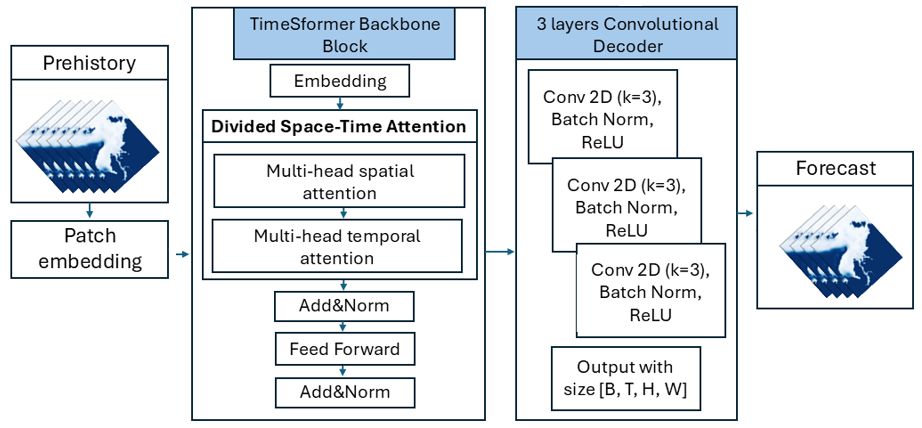 Prehistory
Patch
embedding
TimeSformer Backbone
Block
Embedding
Divided Space-Time Attention
Multi-head spatial
attention
Multi-head temporal
attention
Add&Norm
Feed Forward
Add&Norm
3 layers Convolutional
Decoder
Conv 2D (k=3),
Batch Norm,
ReLU
Conv 2D (k=3),
Batch Norm,
ReLU
Conv 2D (k=3),
Batch Norm,
ReLU
Output with
size [B, T, H, W]
Forecast